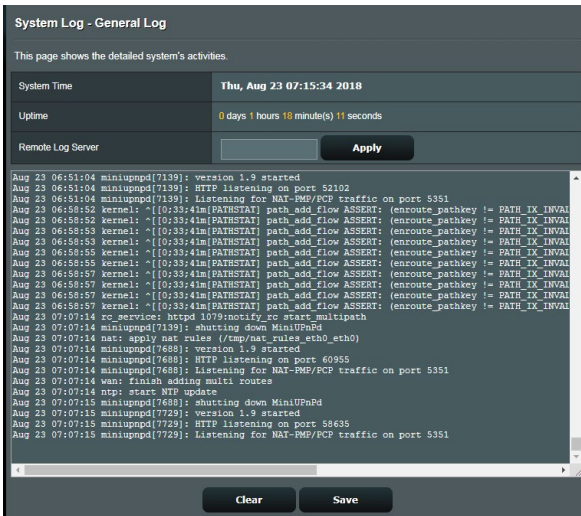 System Log - General Log
This page shows the detailed system's activities.
System Time Thu, Aug 23 07:15:34 2018
Uptime 0 days 1 hours 18 minute(s) 11 seconds
Remote Log Server Apply
Aug 23 06:51:04 miniupnpd[7139]: version 1.9 started
Aug 23 06:51:04 miniupnpd[7139]: HTTP listening on port 52102
Aug 23 06:51:04 miniupnpd[7139]: Listening for NAT-PMP/PCP traffic on port 5351
Aug 23 06:58:52 kernel: ^[[0;33;41m[PATHSTAT] path_add_flow ASSERT: (enroute_pathkey != PATH_IX_INVAL
Aug 23 06:58:52 kernel: ^[[0;33;41m[PATHSTAT] path_add_flow ASSERT: (enroute_pathkey != PATH_IX_INVAL
Aug 23 06:58:53 kernel: ^[[0;33;41m[PATHSTAT] path_add_flow ASSERT: (enroute_pathkey != PATH_IX_INVAL
Aug 23 06:58:53 kernel: ^[[0;33;41m[PATHSTAT] path_add_flow ASSERT: (enroute_pathkey != PATH_IX_INVAL
Aug 23 06:58:55 kernel: ^[[0;33;41m[PATHSTAT] path_add_flow ASSERT: (enroute_pathkey != PATH_IX_INVAL
Aug 23 06:58:55 kernel: ^[[0;33;41m[PATHSTAT] path_add_flow ASSERT: (enroute_pathkey != PATH_IX_INVAL
Aug 23 06:58:57 kernel: ^[[0;33;41m[PATHSTAT] path_add_flow ASSERT: (enroute_pathkey != PATH_IX_INVAL
Aug 23 06:58:57 kernel: ^[[0;33;41m[PATHSTAT] path_add_flow ASSERT: (enroute_pathkey != PATH_IX_INVAL
Aug 23 06:58:57 kernel: ^[[0;33;41m[PATHSTAT] path_add_flow ASSERT: (enroute_pathkey != PATH_IX_INVAL
Aug 23 06:58:57 kernel: ^[[0;33;41m[PATHSTAT] path_add_flow ASSERT: (enroute_pathkey != PATH_IX_INVAL
Aug 23 07:07:14 rc_service: httpd 1079:notify_rc start_multipath
Aug 23 07:07:14 miniupnpd[7139]: shutting down MiniUPnPd
Aug 23 07:07:14 nat: apply nat rules (/tmp/nat_rules_eth0_eth0)
Aug 23 07:07:14 miniupnpd[7688]: version 1.9 started
Aug 23 07:07:14 miniupnpd[7688]: HTTP listening on port 60955
Aug 23 07:07:14 miniupnpd[7688]: Listening for NAT-PMP/PCP traffic on port 5351
Aug 23 07:07:14 wan: finish adding multi routes
Aug 23 07:07:14 ntp: start NTP update
Aug 23 07:07:15 miniupnpd[7688]: shutting down MiniUPnPd
Aug 23 07:07:15 miniupnpd[7729]: version 1.9 started
Aug 23 07:07:15 miniupnpd[7729]: HTTP listening on port 58635
Aug 23 07:07:15 miniupnpd[7729]: Listening for NAT-PMP/PCP traffic on port 5351
Clear Save